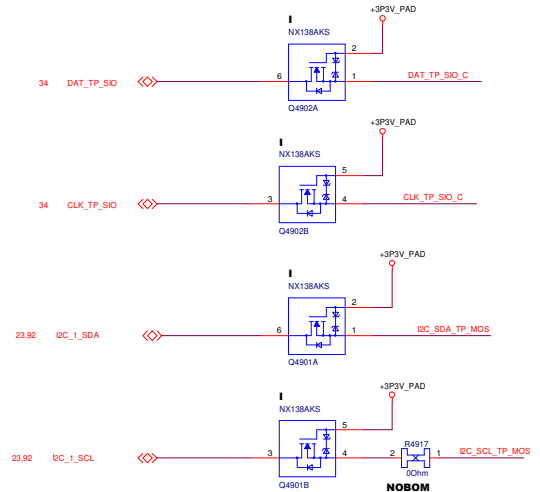 +3P3V_PAD
I
NX138AKS
2
34 DAT_TP_SIO 6 1 DAT_TP_SIO_C
Q4902A
+3P3V_PAD
I
NX138AKS
5
34 CLK_TP_SIO 3 4 CLK_TP_SIO_C
Q4902B
+3P3V_PAD
I
NX138AKS
2
23,92 I2C_1_SDA 6 1 I2C_SDA_TP_MOS
Q4901A
+3P3V_PAD
I
NX138AKS
5
R4917
23,92 I2C_1_SCL 3 4 2 1 I2C_SCL_TP_MOS
0Ohm
Q4901B
NOBOM